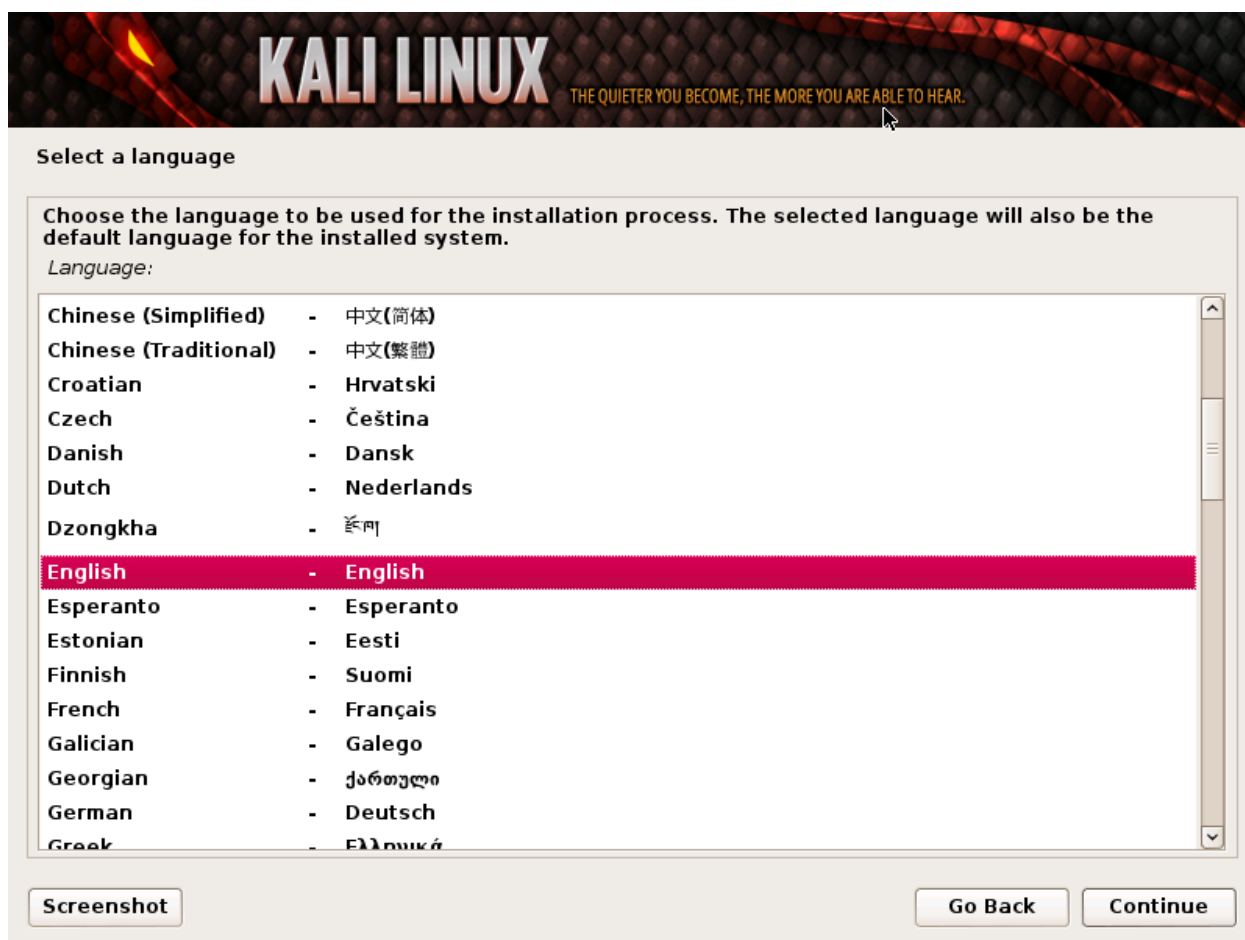 KALI LINUX THE QUIETER YOU BECOME, THE MORE YOU ARE ABLE TO HEAR.
Select a language
Choose the language to be used for the installation process. The selected language will also be the
default language for the installed system.
Language:
Chinese (Simplified) - 中文(简体)
Chinese (Traditional) - 中文(繁體)
Croatian - Hrvatski
Czech - Čeština
Danish - Dansk
Dutch - Nederlands
Dzongkha - རྫོང་ཁ།
English - English
Esperanto - Esperanto
Estonian - Eesti
Finnish - Suomi
French - Français
Galician - Galego
Georgian - ქართული
German - Deutsch
Greek - Ελληνικά
Screenshot Go Back Continue